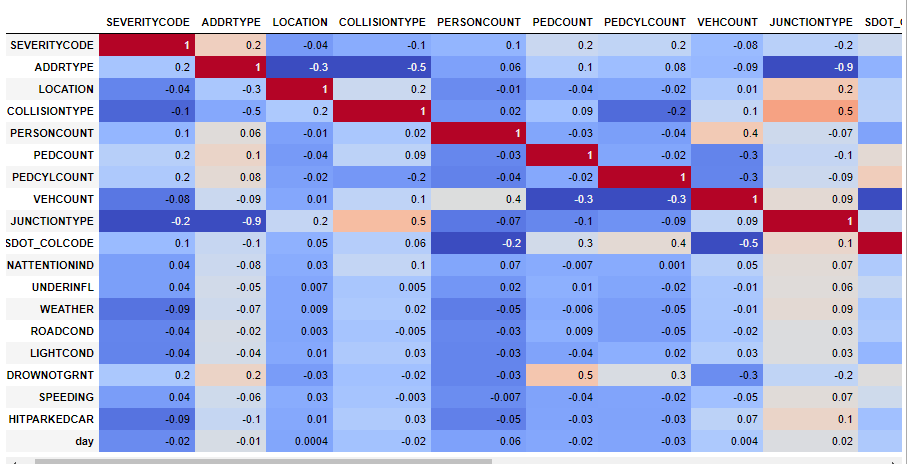 SEVERITYCODE ADDRTYPE LOCATION COLLISIONTYPE PERSONCOUNT PEDCOUNT PEDCYLCOUNT VEHCOUNT JUNCTIONTYPE SDOT_C
SEVERITYCODE 1 0.2 -0.04 -0.1 0.1 0.2 0.2 -0.08 -0.2
ADDRTYPE 0.2 1 -0.3 -0.5 0.06 0.1 0.08 -0.09 -0.9
LOCATION -0.04 -0.3 1 0.2 -0.01 -0.04 -0.02 0.01 0.2
COLLISIONTYPE -0.1 -0.5 0.2 1 0.02 0.09 -0.2 0.1 0.5
PERSONCOUNT 0.1 0.06 -0.01 0.02 1 -0.03 -0.04 0.4 -0.07
PEDCOUNT 0.2 0.1 -0.04 0.09 -0.03 1 -0.02 -0.3 -0.1
PEDCYLCOUNT 0.2 0.08 -0.02 -0.2 -0.04 -0.02 1 -0.3 -0.09
VEHCOUNT -0.08 -0.09 0.01 0.1 0.4 -0.3 -0.3 1 0.09
JUNCTIONTYPE -0.2 -0.9 0.2 0.5 -0.07 -0.1 -0.09 0.09 1
SDOT_COLCODE 0.1 -0.1 0.05 0.06 -0.2 0.3 0.4 -0.5 0.1
NATTENTIONIND 0.04 -0.08 0.03 0.1 0.07 -0.007 0.001 0.05 0.07
UNDERINFL 0.04 -0.05 0.007 0.005 0.02 0.01 -0.02 -0.01 0.06
WEATHER -0.09 -0.07 0.009 0.02 -0.05 -0.006 -0.05 -0.01 0.09
ROADCOND -0.04 -0.02 0.003 -0.005 -0.03 0.009 -0.05 -0.02 0.03
LIGHTCOND -0.04 -0.04 0.01 0.03 -0.03 -0.04 0.02 0.03 0.03
DROWNOTGRNT 0.2 0.2 -0.03 -0.02 -0.03 0.5 0.3 -0.3 -0.2
SPEEDING 0.04 -0.06 0.03 -0.003 -0.007 -0.04 -0.02 -0.05 0.07
HITPARKEDCAR -0.09 -0.1 0.01 0.03 -0.05 -0.03 -0.03 0.07 0.1
day -0.02 -0.01 0.0004 -0.02 0.06 -0.02 -0.03 0.004 0.02